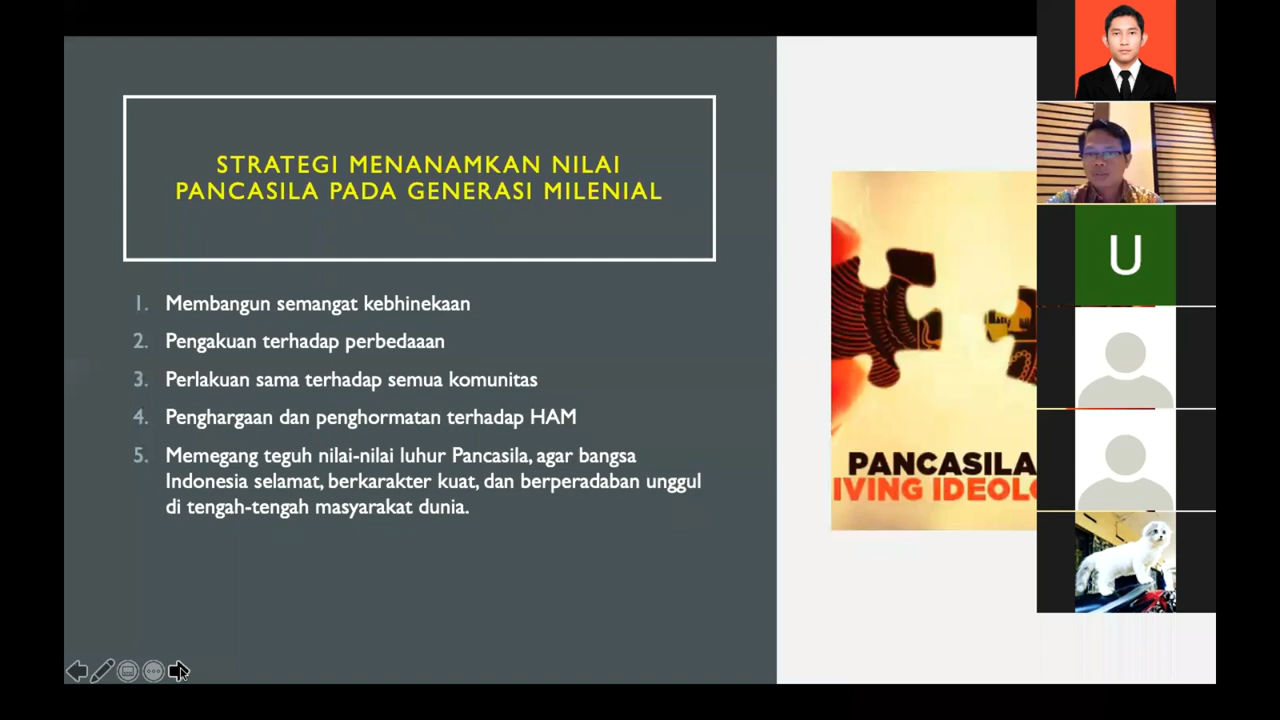 STRATEGI MENANAMKAN NILAI
PANCASILA PADA GENERASI MILENIAL
1. Membangun semangat kebhinekaan
2. Pengakuan terhadap perbedaaan
3. Perlakuan sama terhadap semua komunitas
4. Penghargaan dan penghormatan terhadap HAM
5. Memegang teguh nilai-nilai luhur Pancasila, agar bangsa
Indonesia selamat, berkarakter kuat, dan berperadaban unggul
di tengah-tengah masyarakat dunia.
PANCASILA
IVING IDEOLO
U